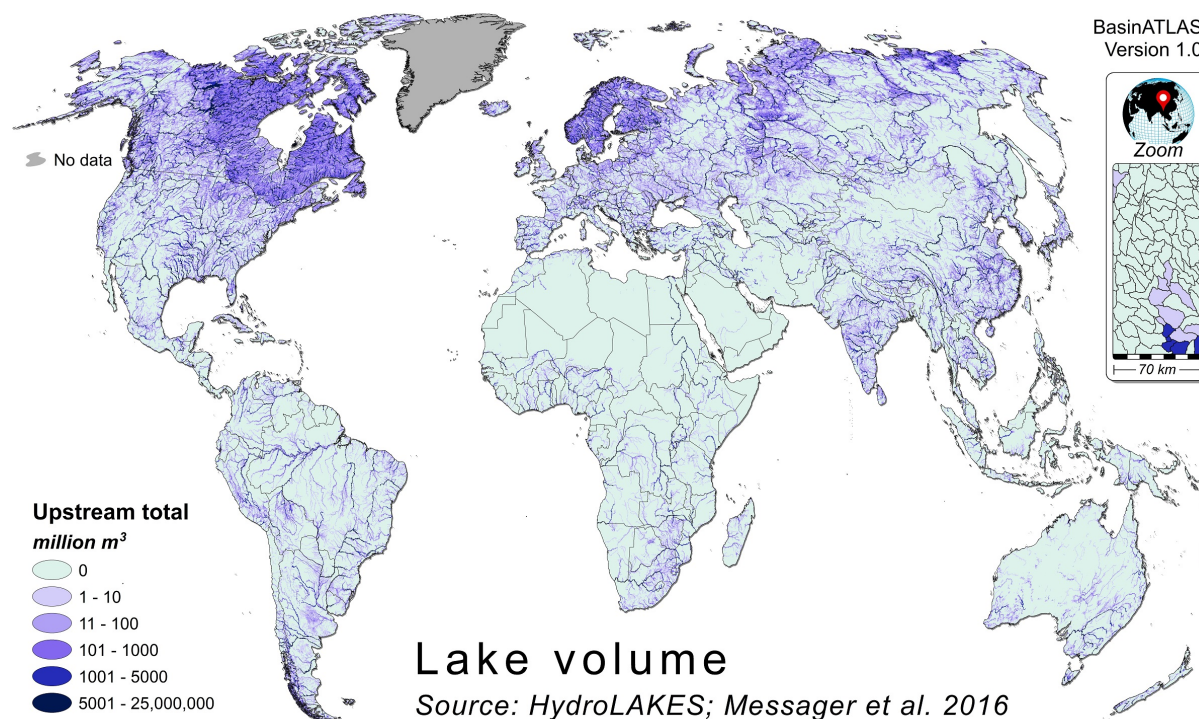 BasinATLAS
Version 1.0
No data
Zoom
70 km
Upstream total
million m³
0
1 - 10
11 - 100
101 - 1000
1001 - 5000
5001 - 25,000,000
Lake volume
Source: HydroLAKES; Messager et al. 2016